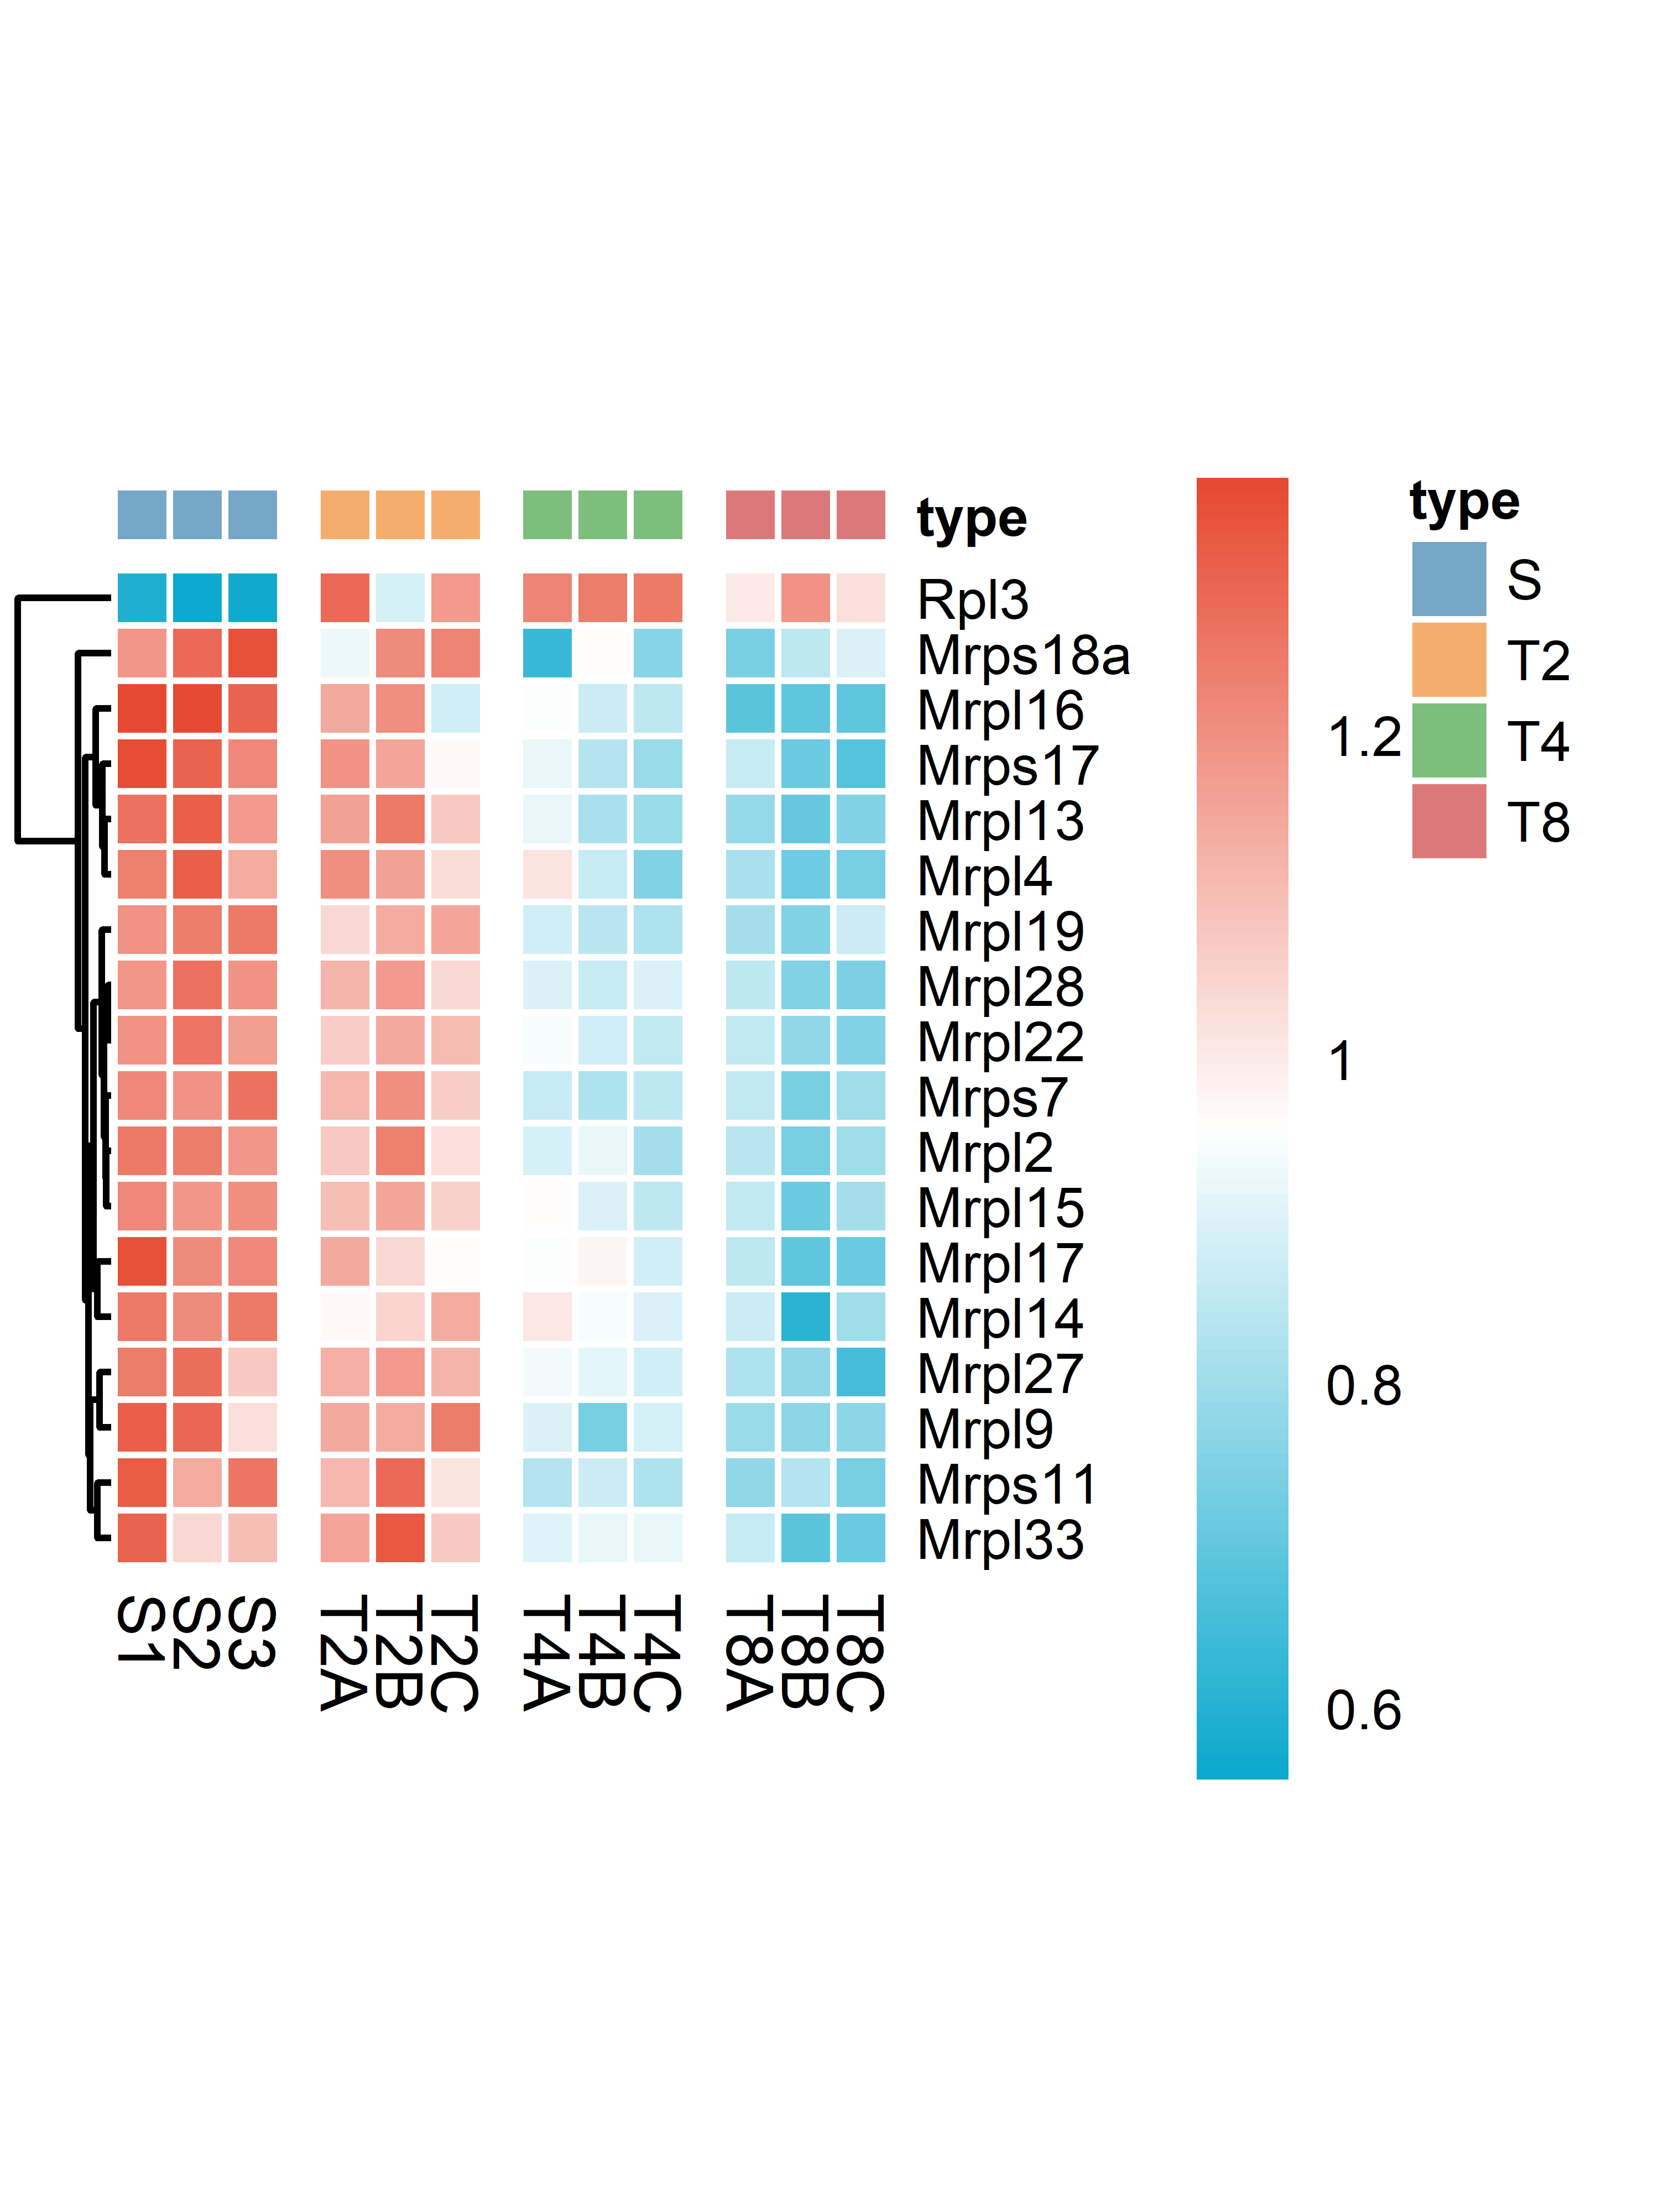 type
Rpl3
Mrps18a
Mrpl16
Mrps17
Mrpl13
Mrpl4
Mrpl19
Mrpl28
Mrpl22
Mrps7
Mrpl2
Mrpl15
Mrpl17
Mrpl14
Mrpl27
Mrpl9
Mrps11
Mrpl33
S1 S2 S3 T2A T2B T2C T4A T4B T4C T8A T8B T8C
1.2
1
0.8
0.6
type
S
T2
T4
T8